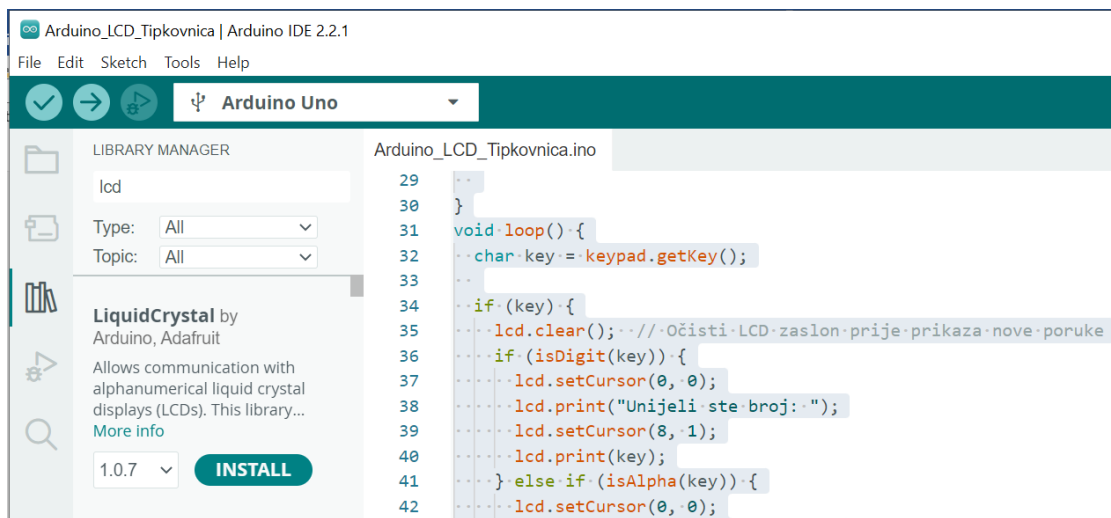 Arduino_LCD_Tipkovnica | Arduino IDE 2.2.1
File Edit Sketch Tools Help
Arduino Uno
LIBRARY MANAGER
lcd
Type: All
Topic: All
LiquidCrystal by
Arduino, Adafruit
Allows communication with
alphanumerical liquid crystal
displays (LCDs). This library...
More info
1.0.7 INSTALL
Arduino_LCD_Tipkovnica.ino
29
30 }
31 void loop() {
32 char key = keypad.getKey();
33
34 if (key) {
35 lcd.clear(); // Očisti LCD zaslon prije prikaza nove poruke
36 if (isDigit(key)) {
37 lcd.setCursor(0, 0);
38 lcd.print("Unijeli ste broj: ");
39 lcd.setCursor(8, 1);
40 lcd.print(key);
41 } else if (isAlpha(key)) {
42 lcd.setCursor(0, 0);